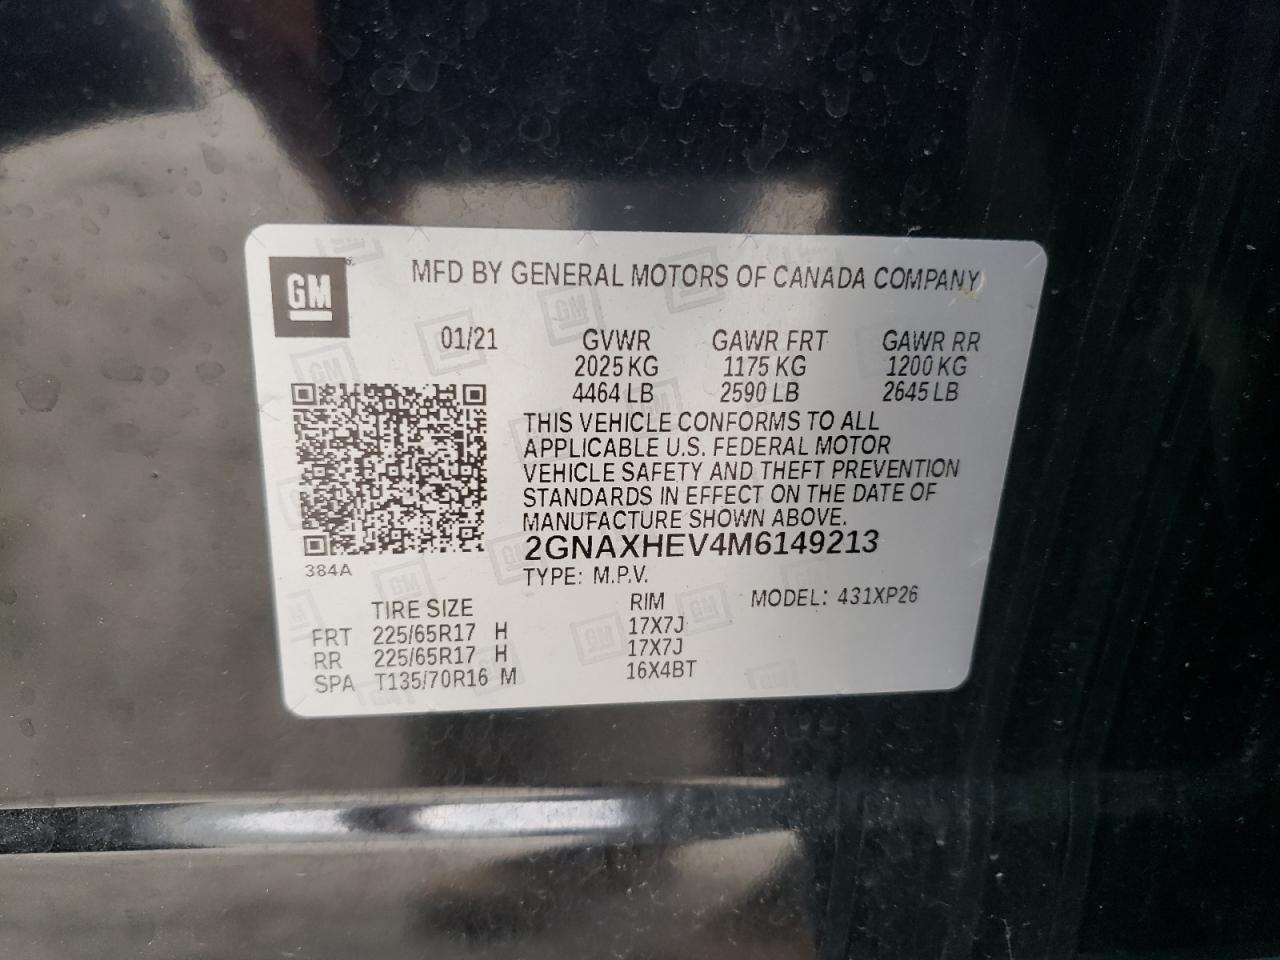 GM
MFD BY GENERAL MOTORS OF CANADA COMPANY
01/21 GVWR GAWR FRT GAWR RR
2025 KG 1175 KG 1200 KG
4464 LB 2590 LB 2645 LB
THIS VEHICLE CONFORMS TO ALL
APPLICABLE U.S. FEDERAL MOTOR
VEHICLE SAFETY AND THEFT PREVENTION
STANDARDS IN EFFECT ON THE DATE OF
MANUFACTURE SHOWN ABOVE.
2GNAXHEV4M6149213
384A
TYPE: M.P.V.
TIRE SIZE RIM MODEL: 431XP26
FRT 225/65R17 H 17X7J
RR 225/65R17 H 17X7J
SPA T135/70R16 M 16X4BT